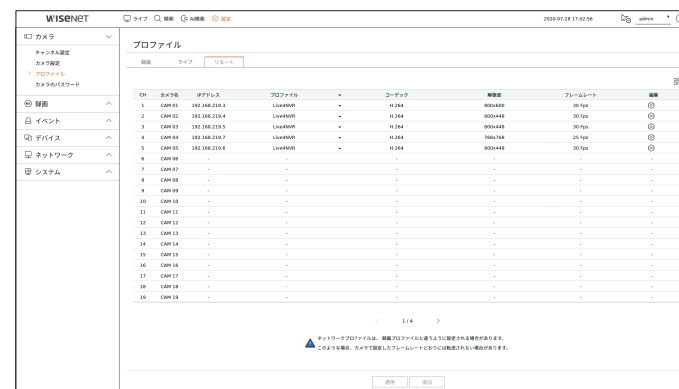 WISENET
ライブ 検索 AI検索 設定 2020-07-28 17:02:56 admin
カメラ
チャンネル設定
カメラ設定
プロファイル
カメラのパスワード
録画
イベント
デバイス
ネットワーク
システム
プロファイル
録画 ライブ リモート
CH カメラ名 IPアドレス プロファイル コーデック 解像度 フレームレート 編集
1 CAM 01 192.168.219.3 Live4NVR H.264 800x600 30 Fps
2 CAM 02 192.168.219.4 Live4NVR H.264 800x448 30 Fps
3 CAM 03 192.168.219.5 Live4NVR H.264 800x448 30 Fps
4 CAM 04 192.168.219.7 Live4NVR H.264 768x768 25 Fps
5 CAM 05 192.168.219.6 Live4NVR H.264 800x448 30 Fps
6 CAM 06 - - - - - -
7 CAM 07 - - - - - -
8 CAM 08 - - - - - -
9 CAM 09 - - - - - -
10 CAM 10 - - - - - -
11 CAM 11 - - - - - -
12 CAM 12 - - - - - -
13 CAM 13 - - - - - -
14 CAM 14 - - - - - -
15 CAM 15 - - - - - -
16 CAM 16 - - - - - -
17 CAM 17 - - - - - -
18 CAM 18 - - - - - -
19 CAM 19 - - - - - -
1 / 4
ネットワークプロファイルは、 録画プロファイルと違うように設定される場合があります。
このような場合、カメラで設定したフレームレートどおりには転送されない場合があります。
適用 復旧